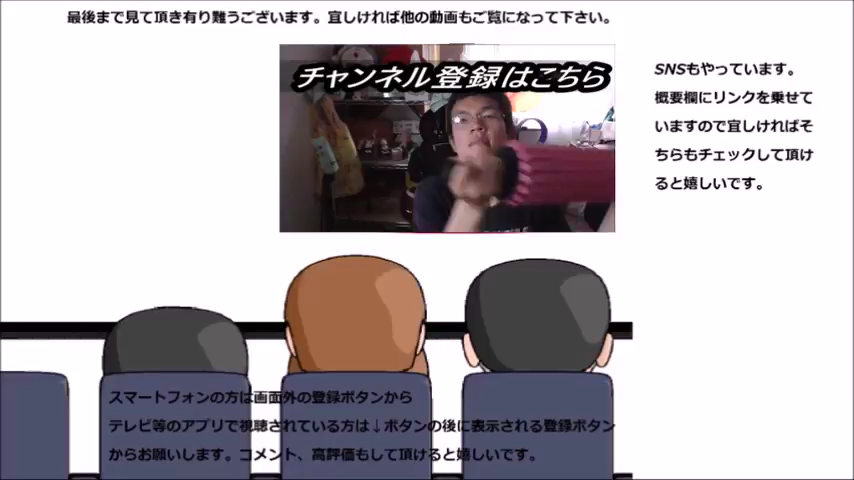 最後まで見て頂き有り難うございます。宜しければ他の動画もご覧になって下さい。
チャンネル登録はこちら
SNSもやっています。
概要欄にリンクを乗せて
いますので宜しければそ
ちらもチェックして頂け
ると嬉しいです。
スマートフォンの方は画面外の登録ボタンから
テレビ等のアプリで視聴されている方は↓ボタンの後に表示される登録ボタン
からお願いします。コメント、高評価もして頂けると嬉しいです。